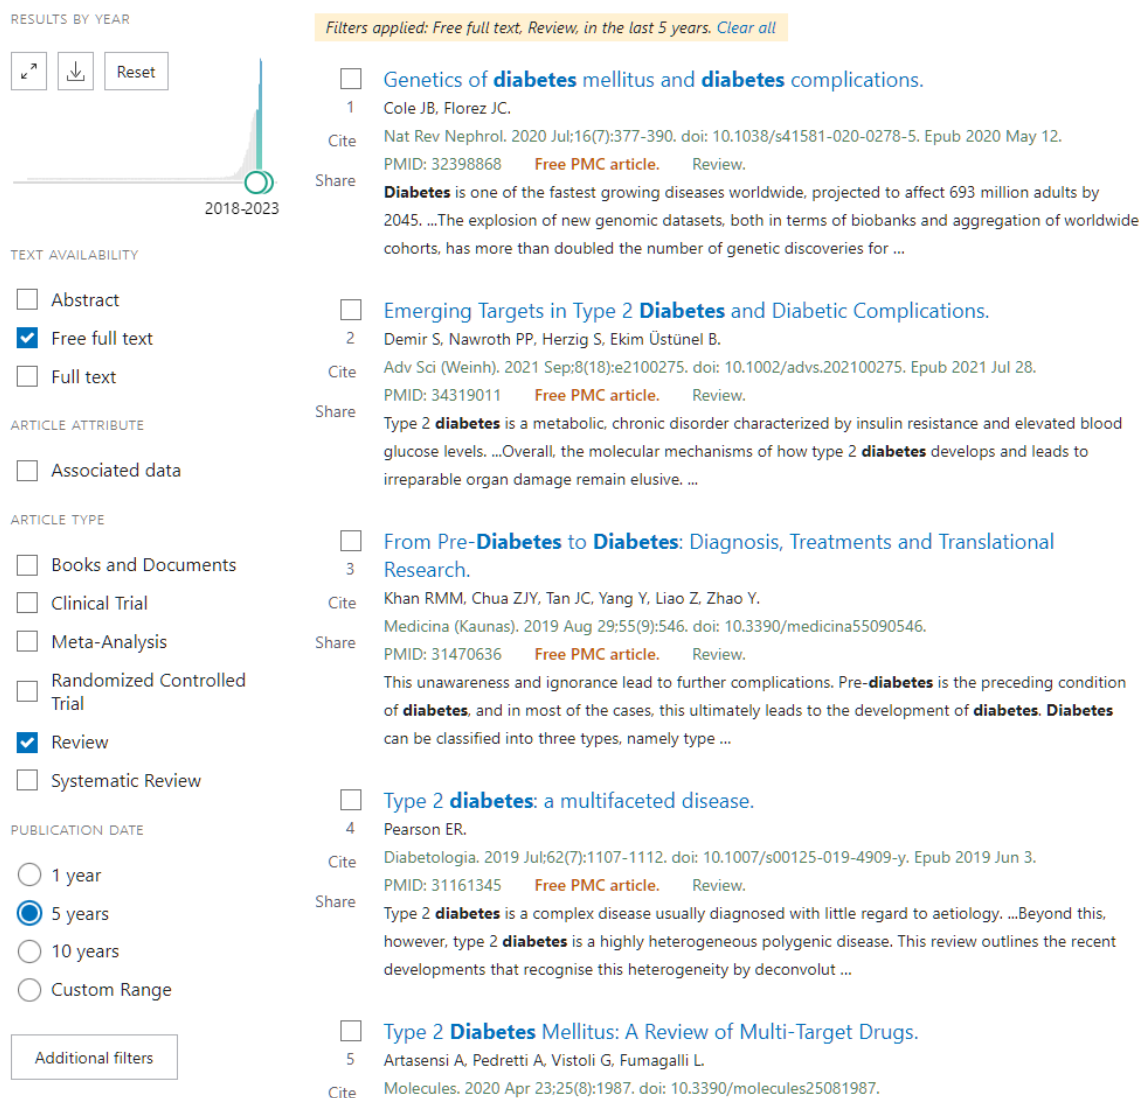 RESULTS BY YEAR
Reset
2018-2023
TEXT AVAILABILITY
Abstract
Free full text
Full text
ARTICLE ATTRIBUTE
Associated data
ARTICLE TYPE
Books and Documents
Clinical Trial
Meta-Analysis
Randomized Controlled
Trial
Review
Systematic Review
PUBLICATION DATE
1 year
5 years
10 years
Custom Range
Additional filters
Filters applied: Free full text, Review, in the last 5 years. Clear all
Genetics of diabetes mellitus and diabetes complications.
1
Cole JB, Florez JC.
Cite
Nat Rev Nephrol. 2020 Jul;16(7):377-390. doi: 10.1038/s41581-020-0278-5. Epub 2020 May 12.
PMID: 32398868 Free PMC article. Review.
Share
Diabetes is one of the fastest growing diseases worldwide, projected to affect 693 million adults by
2045. ...The explosion of new genomic datasets, both in terms of biobanks and aggregation of worldwide
cohorts, has more than doubled the number of genetic discoveries for ...
Emerging Targets in Type 2 Diabetes and Diabetic Complications.
2
Demir S, Nawroth PP, Herzig S, Ekim Üstünel B.
Cite
Adv Sci (Weinh). 2021 Sep;8(18):e2100275. doi: 10.1002/advs.202100275. Epub 2021 Jul 28.
PMID: 34319011 Free PMC article. Review.
Share
Type 2 diabetes is a metabolic, chronic disorder characterized by insulin resistance and elevated blood
glucose levels. ...Overall, the molecular mechanisms of how type 2 diabetes develops and leads to
irreparable organ damage remain elusive. ...
From Pre-Diabetes to Diabetes: Diagnosis, Treatments and Translational
Research.
3
Khan RMM, Chua ZJY, Tan JC, Yang Y, Liao Z, Zhao Y.
Cite
Medicina (Kaunas). 2019 Aug 29;55(9):546. doi: 10.3390/medicina55090546.
PMID: 31470636 Free PMC article. Review.
Share
This unawareness and ignorance lead to further complications. Pre-diabetes is the preceding condition
of diabetes, and in most of the cases, this ultimately leads to the development of diabetes. Diabetes
can be classified into three types, namely type ...
Type 2 diabetes: a multifaceted disease.
4
Pearson ER.
Cite
Diabetologia. 2019 Jul;62(7):1107-1112. doi: 10.1007/s00125-019-4909-y. Epub 2019 Jun 3.
PMID: 31161345 Free PMC article. Review.
Share
Type 2 diabetes is a complex disease usually diagnosed with little regard to aetiology. ...Beyond this,
however, type 2 diabetes is a highly heterogeneous polygenic disease. This review outlines the recent
developments that recognise this heterogeneity by deconvolut ...
Type 2 Diabetes Mellitus: A Review of Multi-Target Drugs.
5
Artasensi A, Pedretti A, Vistoli G, Fumagalli L.
Cite
Molecules. 2020 Apr 23;25(8):1987. doi: 10.3390/molecules25081987.